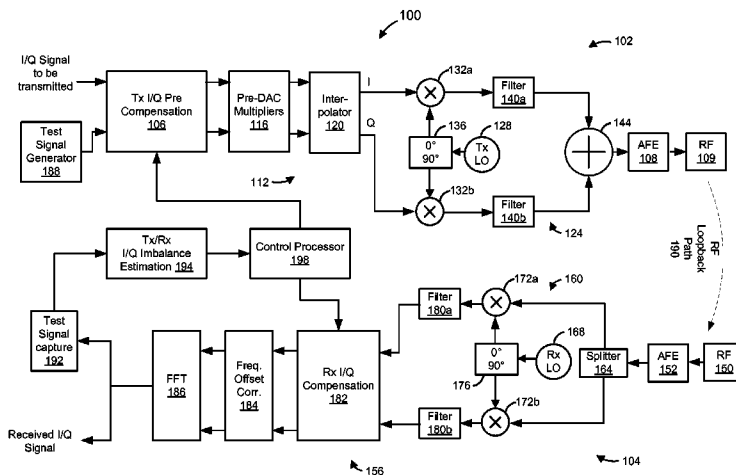 100
102
I/Q Signal
to be
transmitted
Tx I/Q Pre
Compensation
106
Pre-DAC
Multipliers
116
Inter-
polator
120
I
Q
132a
Filter
140a
136
128
0°
90°
Tx
LO
144
AFE
108
RF
109
Test
Signal
Generator
188
112
132b
Filter
140b
124
RF
Loopback
Path
190
Tx/Rx
I/Q Imbalance
Estimation 194
Control Processor
198
172a
160
Filter
180a
168
0°
90°
Rx
LO
176
Splitter
164
AFE
152
RF
150
Test
Signal
capture
192
FFT
186
Freq.
Offset
Corr.
184
Rx I/Q
Compensation
182
172b
Filter
180b
Received I/Q
Signal
156
104